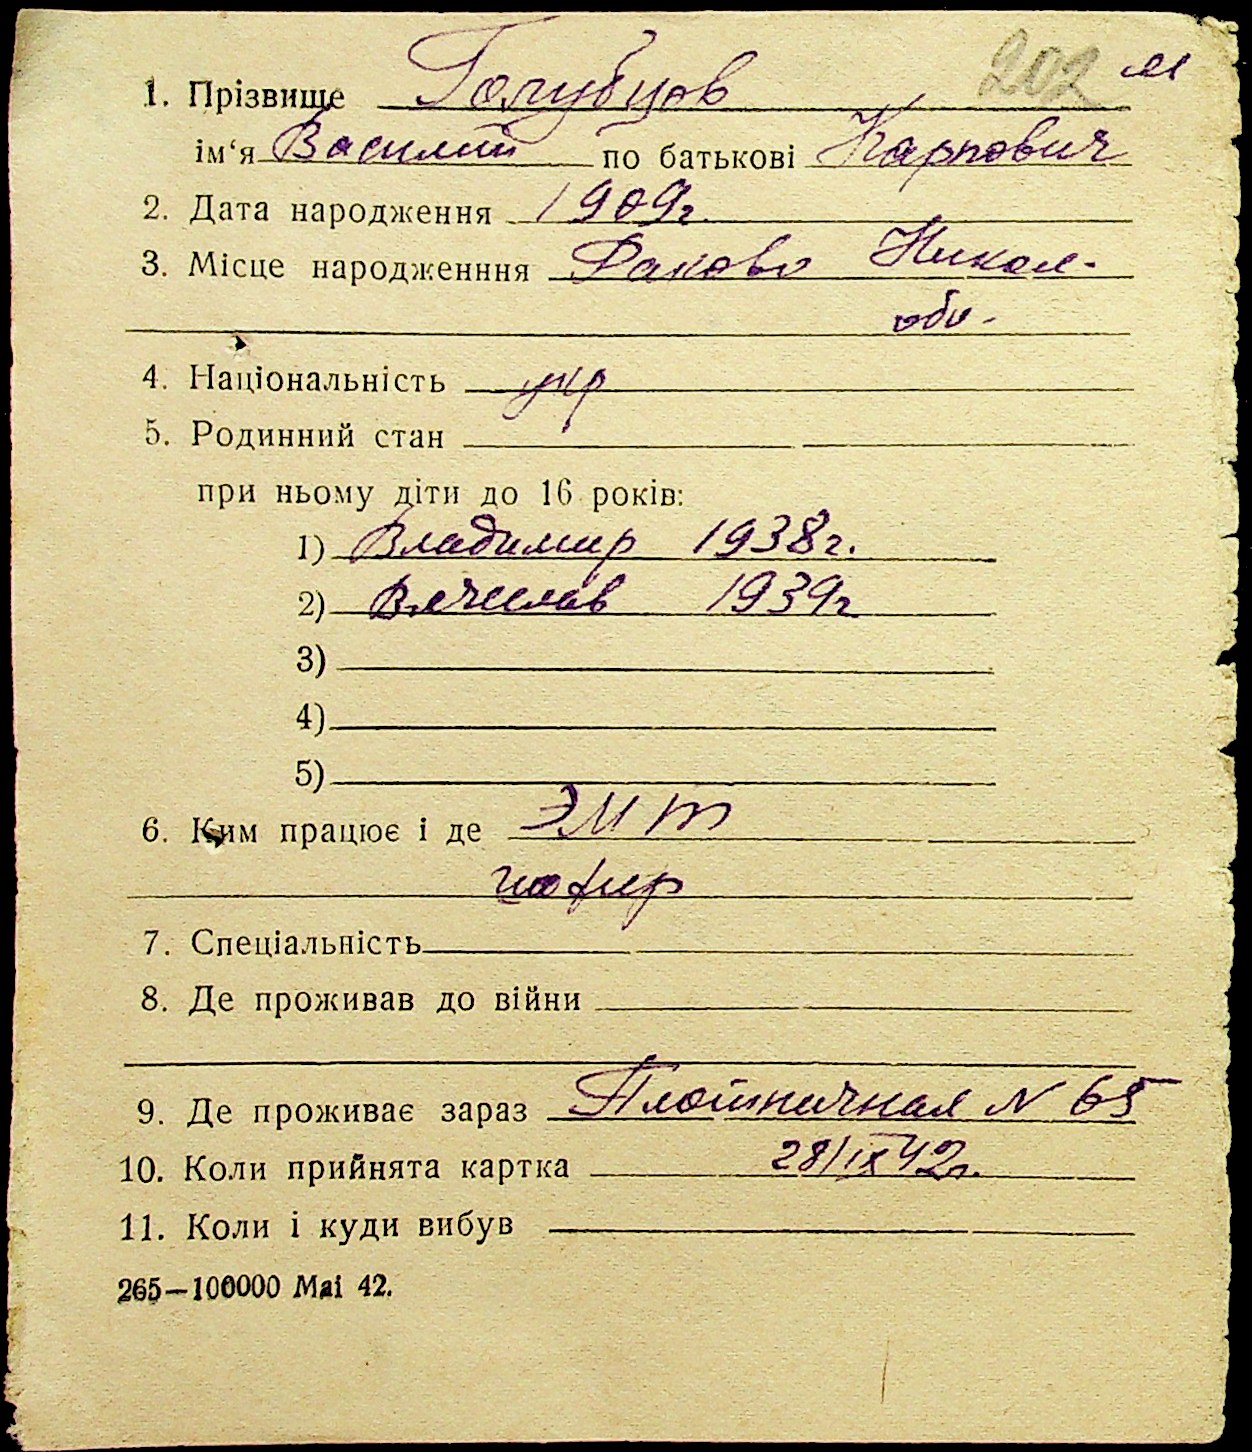 202 м
1. Прізвище Голубцов
ім‘я Василий по батькові Карпович
2. Дата народження 1909г.
3. Місце народженння Раково Никол.
обл.
4. Національність укр
5. Родинний стан
при ньому діти до 16 років:
1) Владимир 1938г.
2) Вячеслав 1939г
3)
4)
5)
6. Ким працює і де ЭМТ
7. Спеціальність
8. Де проживав до війни
9. Де проживає зараз Плотничная N 65
10. Коли прийнята картка 28/IX 42г.
11. Коли і куди вибув
265—100000 Mai 42.